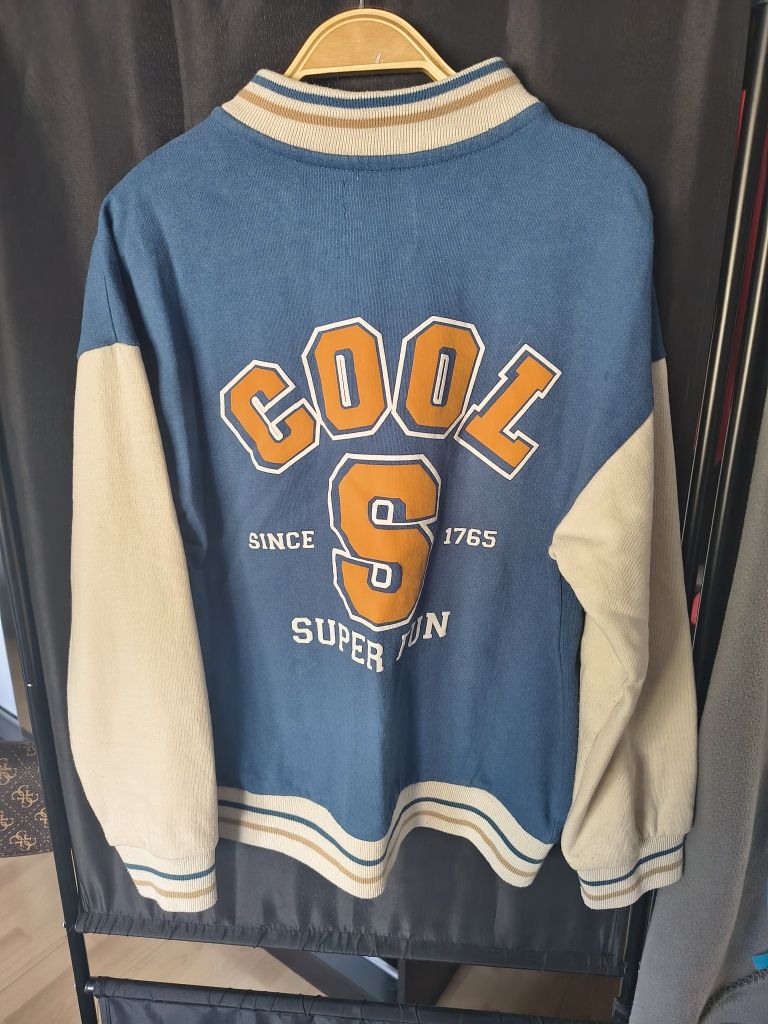 COOL
S
SINCE 1765
SUPER FUN